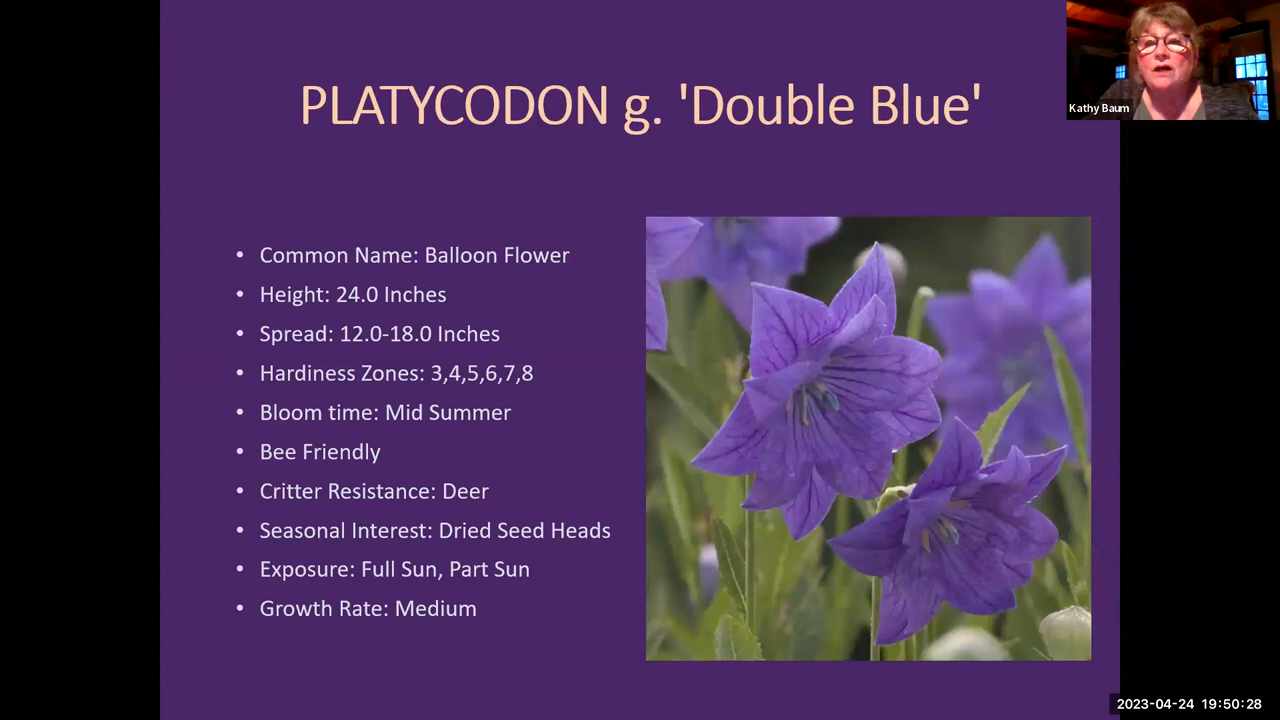 PLATYCODON g. 'Double Blue'
Kathy Baum
• Common Name: Balloon Flower
• Height: 24.0 Inches
• Spread: 12.0-18.0 Inches
• Hardiness Zones: 3,4,5,6,7,8
• Bloom time: Mid Summer
• Bee Friendly
• Critter Resistance: Deer
• Seasonal Interest: Dried Seed Heads
• Exposure: Full Sun, Part Sun
• Growth Rate: Medium
2023-04-24 19:50:28